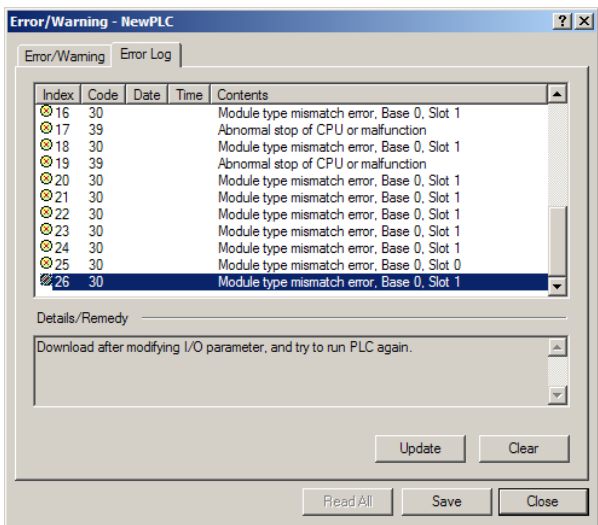 Error/Warning - NewPLC
Error/Warning Error Log
Index Code Date Time Contents
16 30 Module type mismatch error, Base 0, Slot 1
17 39 Abnormal stop of CPU or malfunction
18 30 Module type mismatch error, Base 0, Slot 1
19 39 Abnormal stop of CPU or malfunction
20 30 Module type mismatch error, Base 0, Slot 1
21 30 Module type mismatch error, Base 0, Slot 1
22 30 Module type mismatch error, Base 0, Slot 1
23 30 Module type mismatch error, Base 0, Slot 1
24 30 Module type mismatch error, Base 0, Slot 1
25 30 Module type mismatch error, Base 0, Slot 0
26 30 Module type mismatch error, Base 0, Slot 1
Details/Remedy
Download after modifying I/O parameter, and try to run PLC again.
Update Clear
Read All Save Close